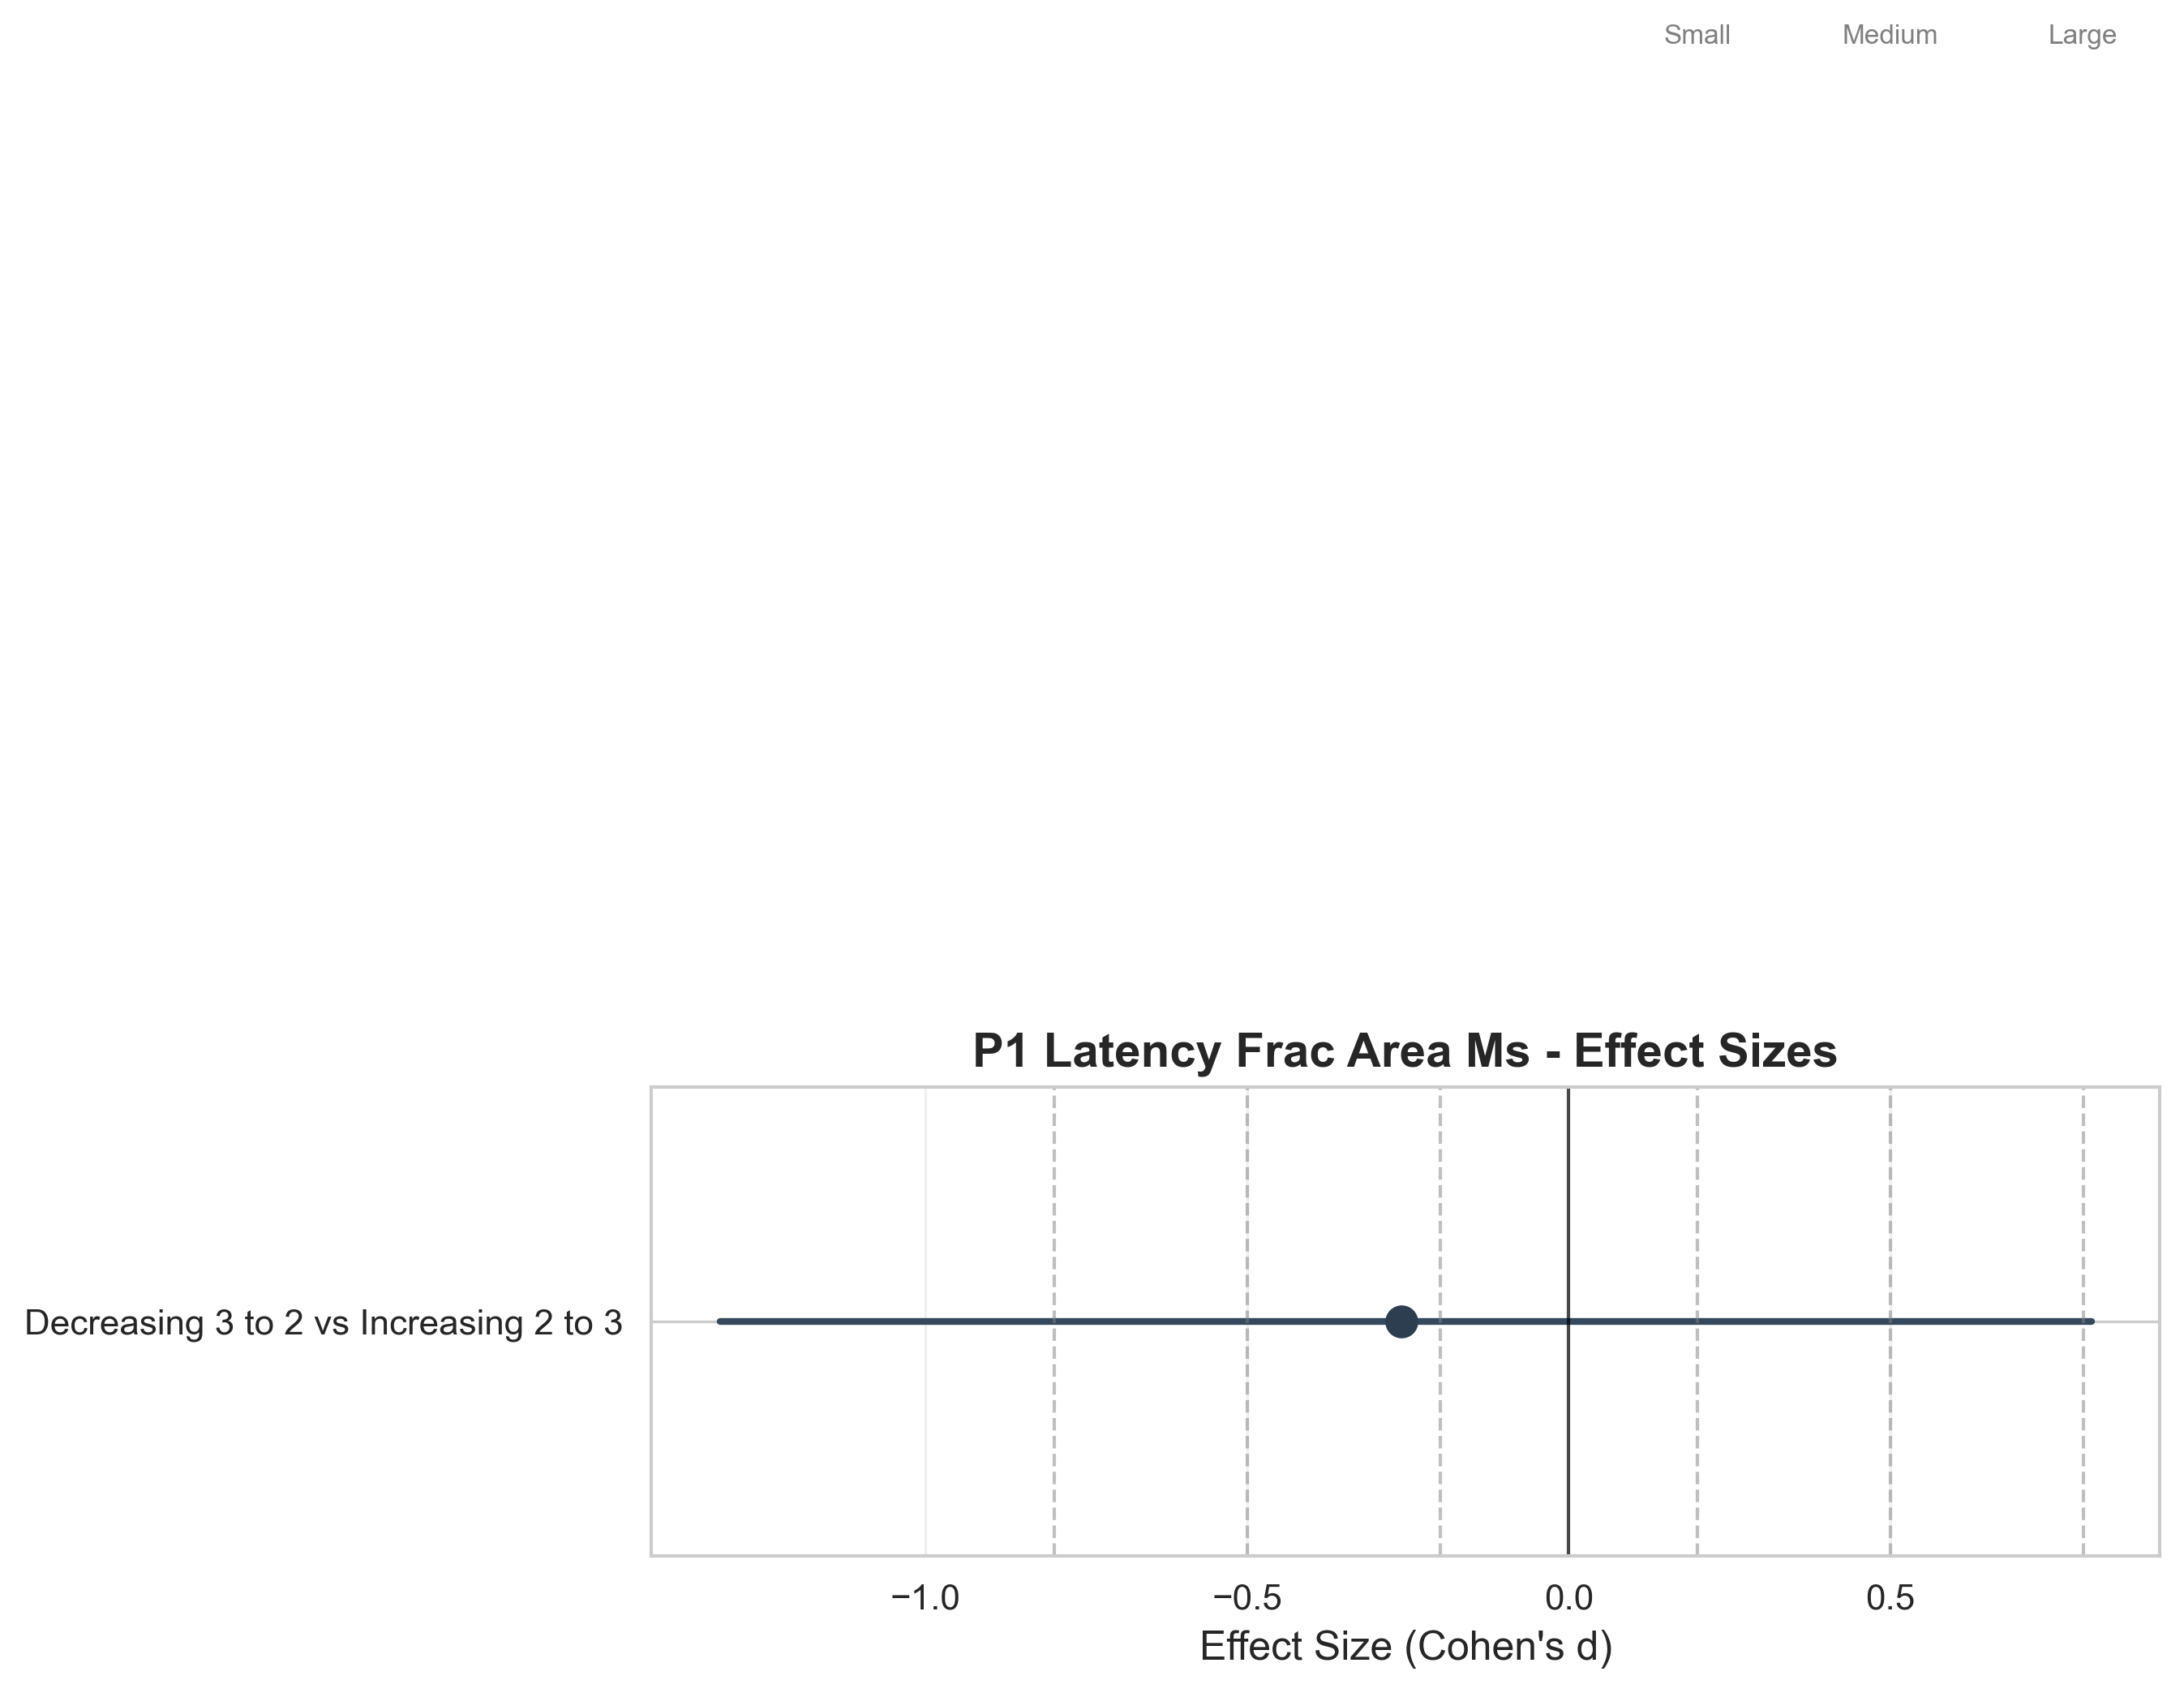 Small Medium Large
P1 Latency Frac Area Ms - Effect Sizes
Decreasing 3 to 2 vs Increasing 2 to 3
−1.0 −0.5 0.0 0.5
Effect Size (Cohen's d)